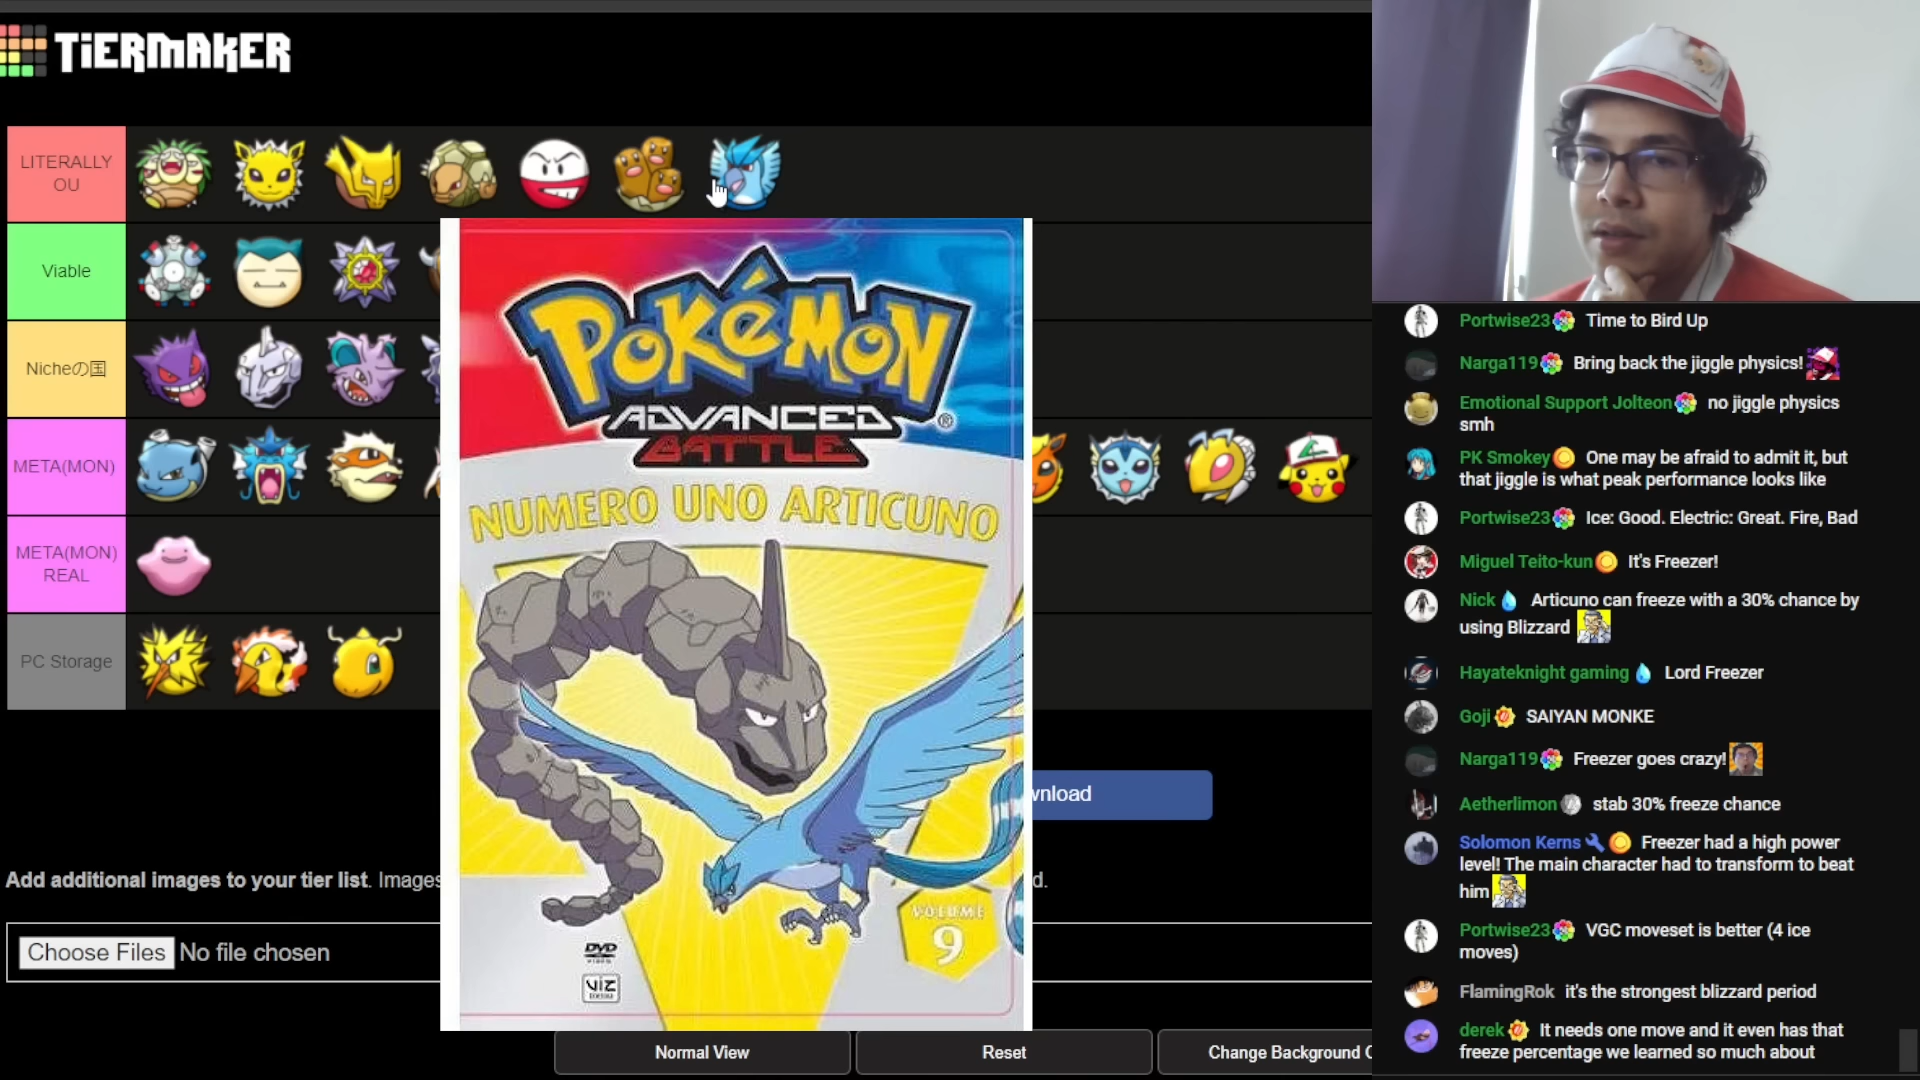 TiERMAKER
LITERALLY
OU
Viable
Nicheの国
META(MON)
META(MON)
REAL
PC Storage
POKéMON
ADVANCED
BATTLE
®
NUMERO UNO ARTICUNO
VOLUME
9
DVD
VIDEO
VIZ
wnload
Add additional images to your tier list. Images
d.
Choose Files No file chosen
Normal View
Reset
Change Background C
Portwise23 Time to Bird Up
Narga119 Bring back the jiggle physics!
Emotional Support Jolteon no jiggle physics
smh
PK Smokey One may be afraid to admit it, but
that jiggle is what peak performance looks like
Portwise23 Ice: Good. Electric: Great. Fire, Bad
Miguel Teito-kun It's Freezer!
Nick Articuno can freeze with a 30% chance by
using Blizzard
Hayateknight gaming Lord Freezer
Goji SAIYAN MONKE
Narga119 Freezer goes crazy!
Aetherlimon stab 30% freeze chance
Solomon Kerns Freezer had a high power
level! The main character had to transform to beat
him
Portwise23 VGC moveset is better (4 ice
moves)
FlamingRok it's the strongest blizzard period
derek It needs one move and it even has that
freeze percentage we learned so much about